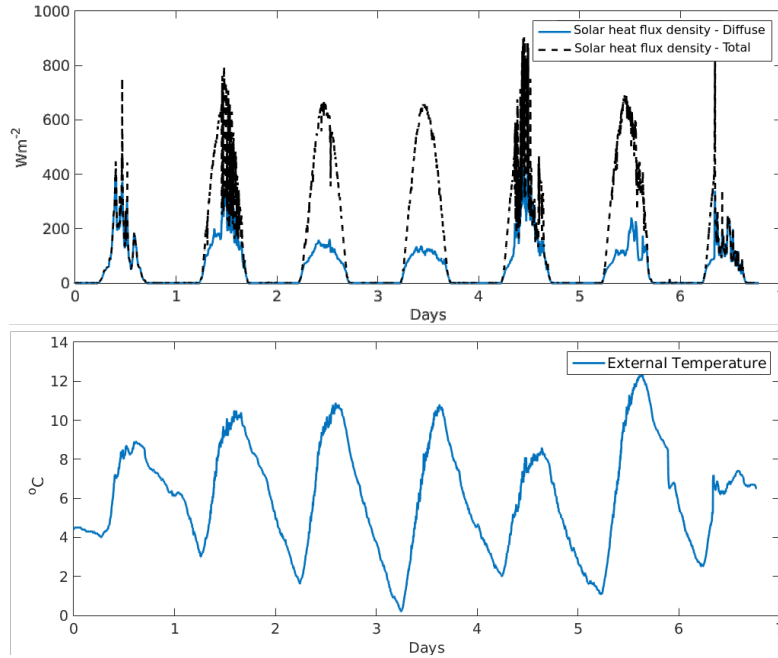 Solar heat flux density - Diffuse
Solar heat flux density - Total
1000
800
600
400
200
0
Wm-2
0 1 2 3 4 5 6 7
Days
External Temperature
14
12
10
8
6
4
2
0
oC
0 1 2 3 4 5 6 7
Days